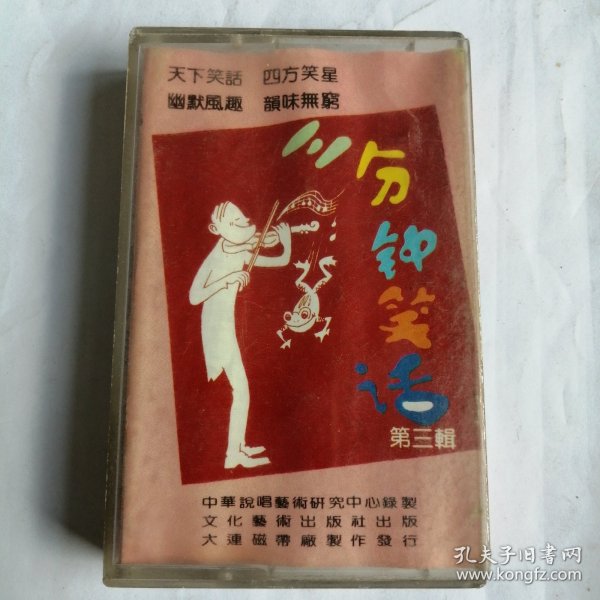 天下笑話　四方笑星
幽默風趣　韻味無窮
三分钟笑话
第三輯
中華說唱藝術研究中心錄製
文化藝術出版社出版
大連磁帶廠製作發行
孔夫子旧书网
www.kongfz.com